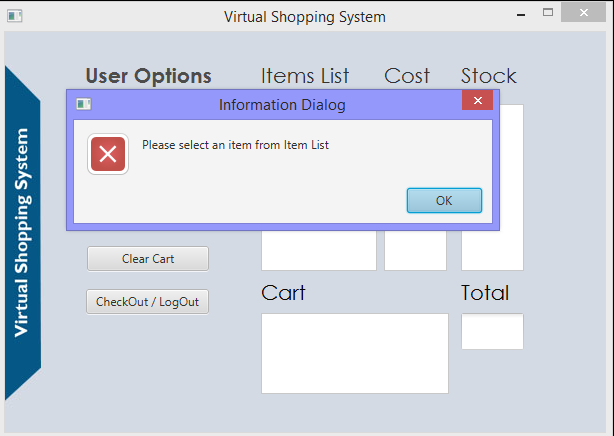 Virtual Shopping System
User Options
Items List
Cost
Stock
Information Dialog
Please select an item from Item List
OK
Clear Cart
CheckOut / LogOut
Cart
Total
Virtual Shopping System